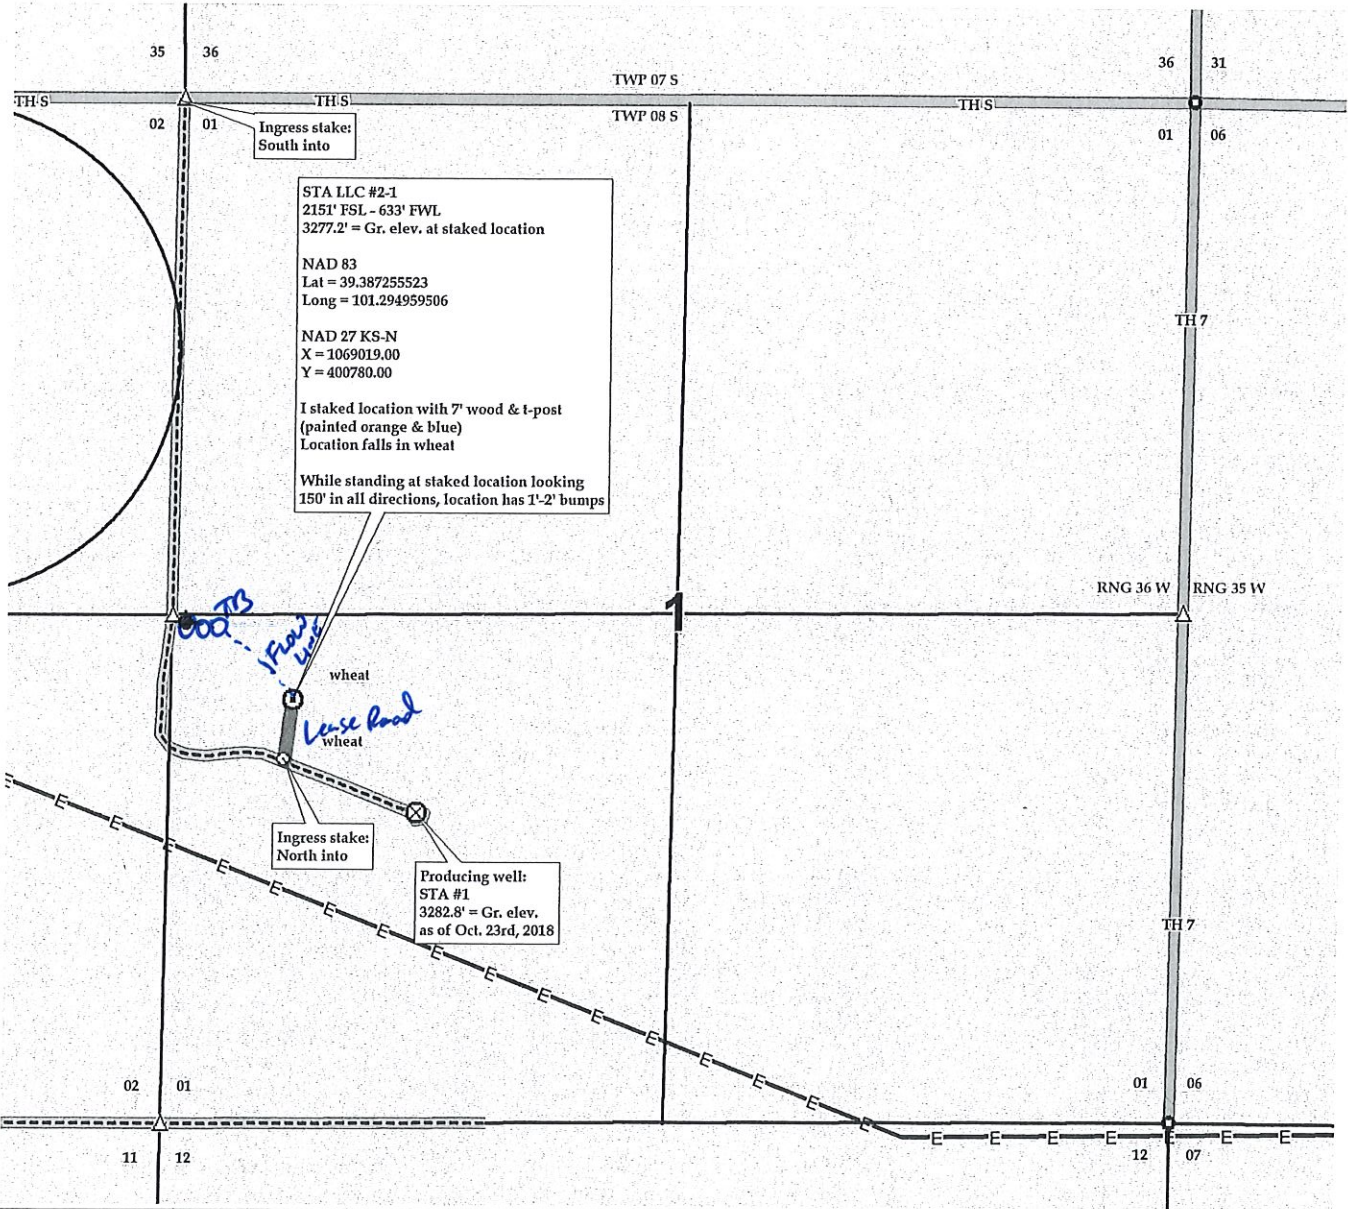 35 36
36 31
TWP 07 S
TH S
TH S
TH S
TWP 08 S
02 01
01 06
Ingress stake:
South into
STA LLC #2-1
2151' FSL - 633' FWL
3277.2' = Gr. elev. at staked location
NAD 83
Lat = 39.387255523
Long = 101.294959506
NAD 27 KS-N
X = 1069019.00
Y = 400780.00
I staked location with 7' wood & t-post
(painted orange & blue)
Location falls in wheat
While standing at staked location looking
150' in all directions, location has 1'-2' bumps
TH 7
RNG 36 W
RNG 35 W
1
TB
Flow
Line
wheat
Lease Road
wheat
E E E E E E E E E E E E E E E E E
Ingress stake:
North into
Producing well:
STA #1
3282.8' = Gr. elev.
as of Oct. 23rd, 2018
TH 7
02 01
01 06
E E E E E E E
11 12
12 07